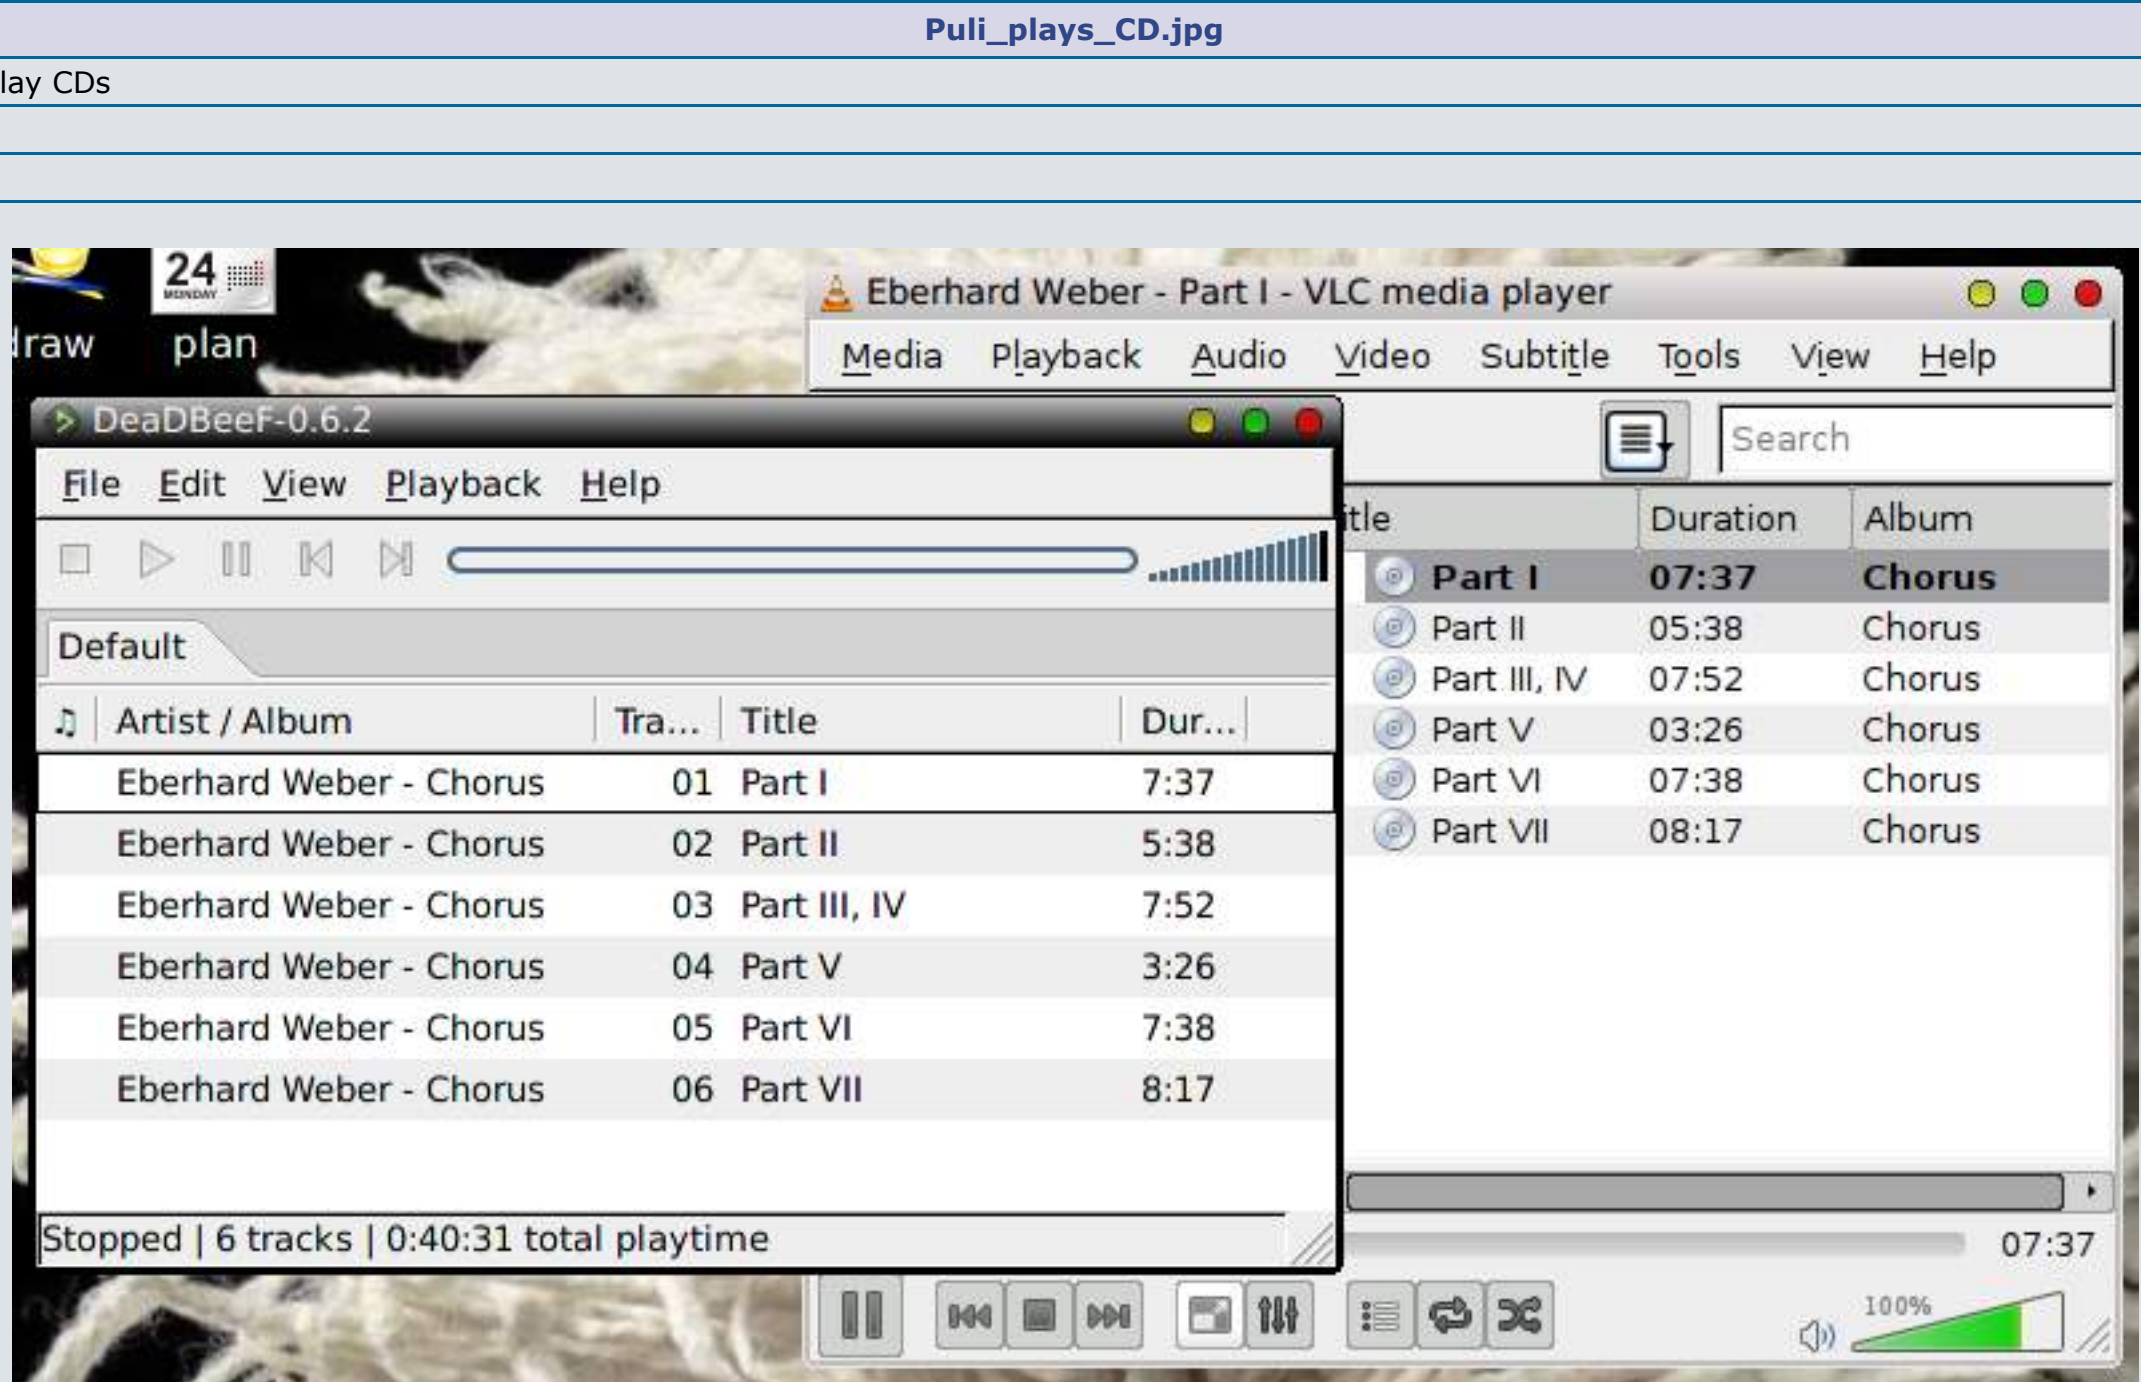 Puli_plays_CD.jpg
lay CDs
24
MONDAY
draw
plan
Eberhard Weber - Part I - VLC media player
Media Playback Audio Video Subtitle Tools View Help
Search
itle Duration Album
Part I 07:37 Chorus
Part II 05:38 Chorus
Part III, IV 07:52 Chorus
Part V 03:26 Chorus
Part VI 07:38 Chorus
Part VII 08:17 Chorus
07:37
100%
DeaDBeeF-0.6.2
File Edit View Playback Help
Default
Artist / Album Tra... Title Dur...
Eberhard Weber - Chorus 01 Part I 7:37
Eberhard Weber - Chorus 02 Part II 5:38
Eberhard Weber - Chorus 03 Part III, IV 7:52
Eberhard Weber - Chorus 04 Part V 3:26
Eberhard Weber - Chorus 05 Part VI 7:38
Eberhard Weber - Chorus 06 Part VII 8:17
Stopped | 6 tracks | 0:40:31 total playtime